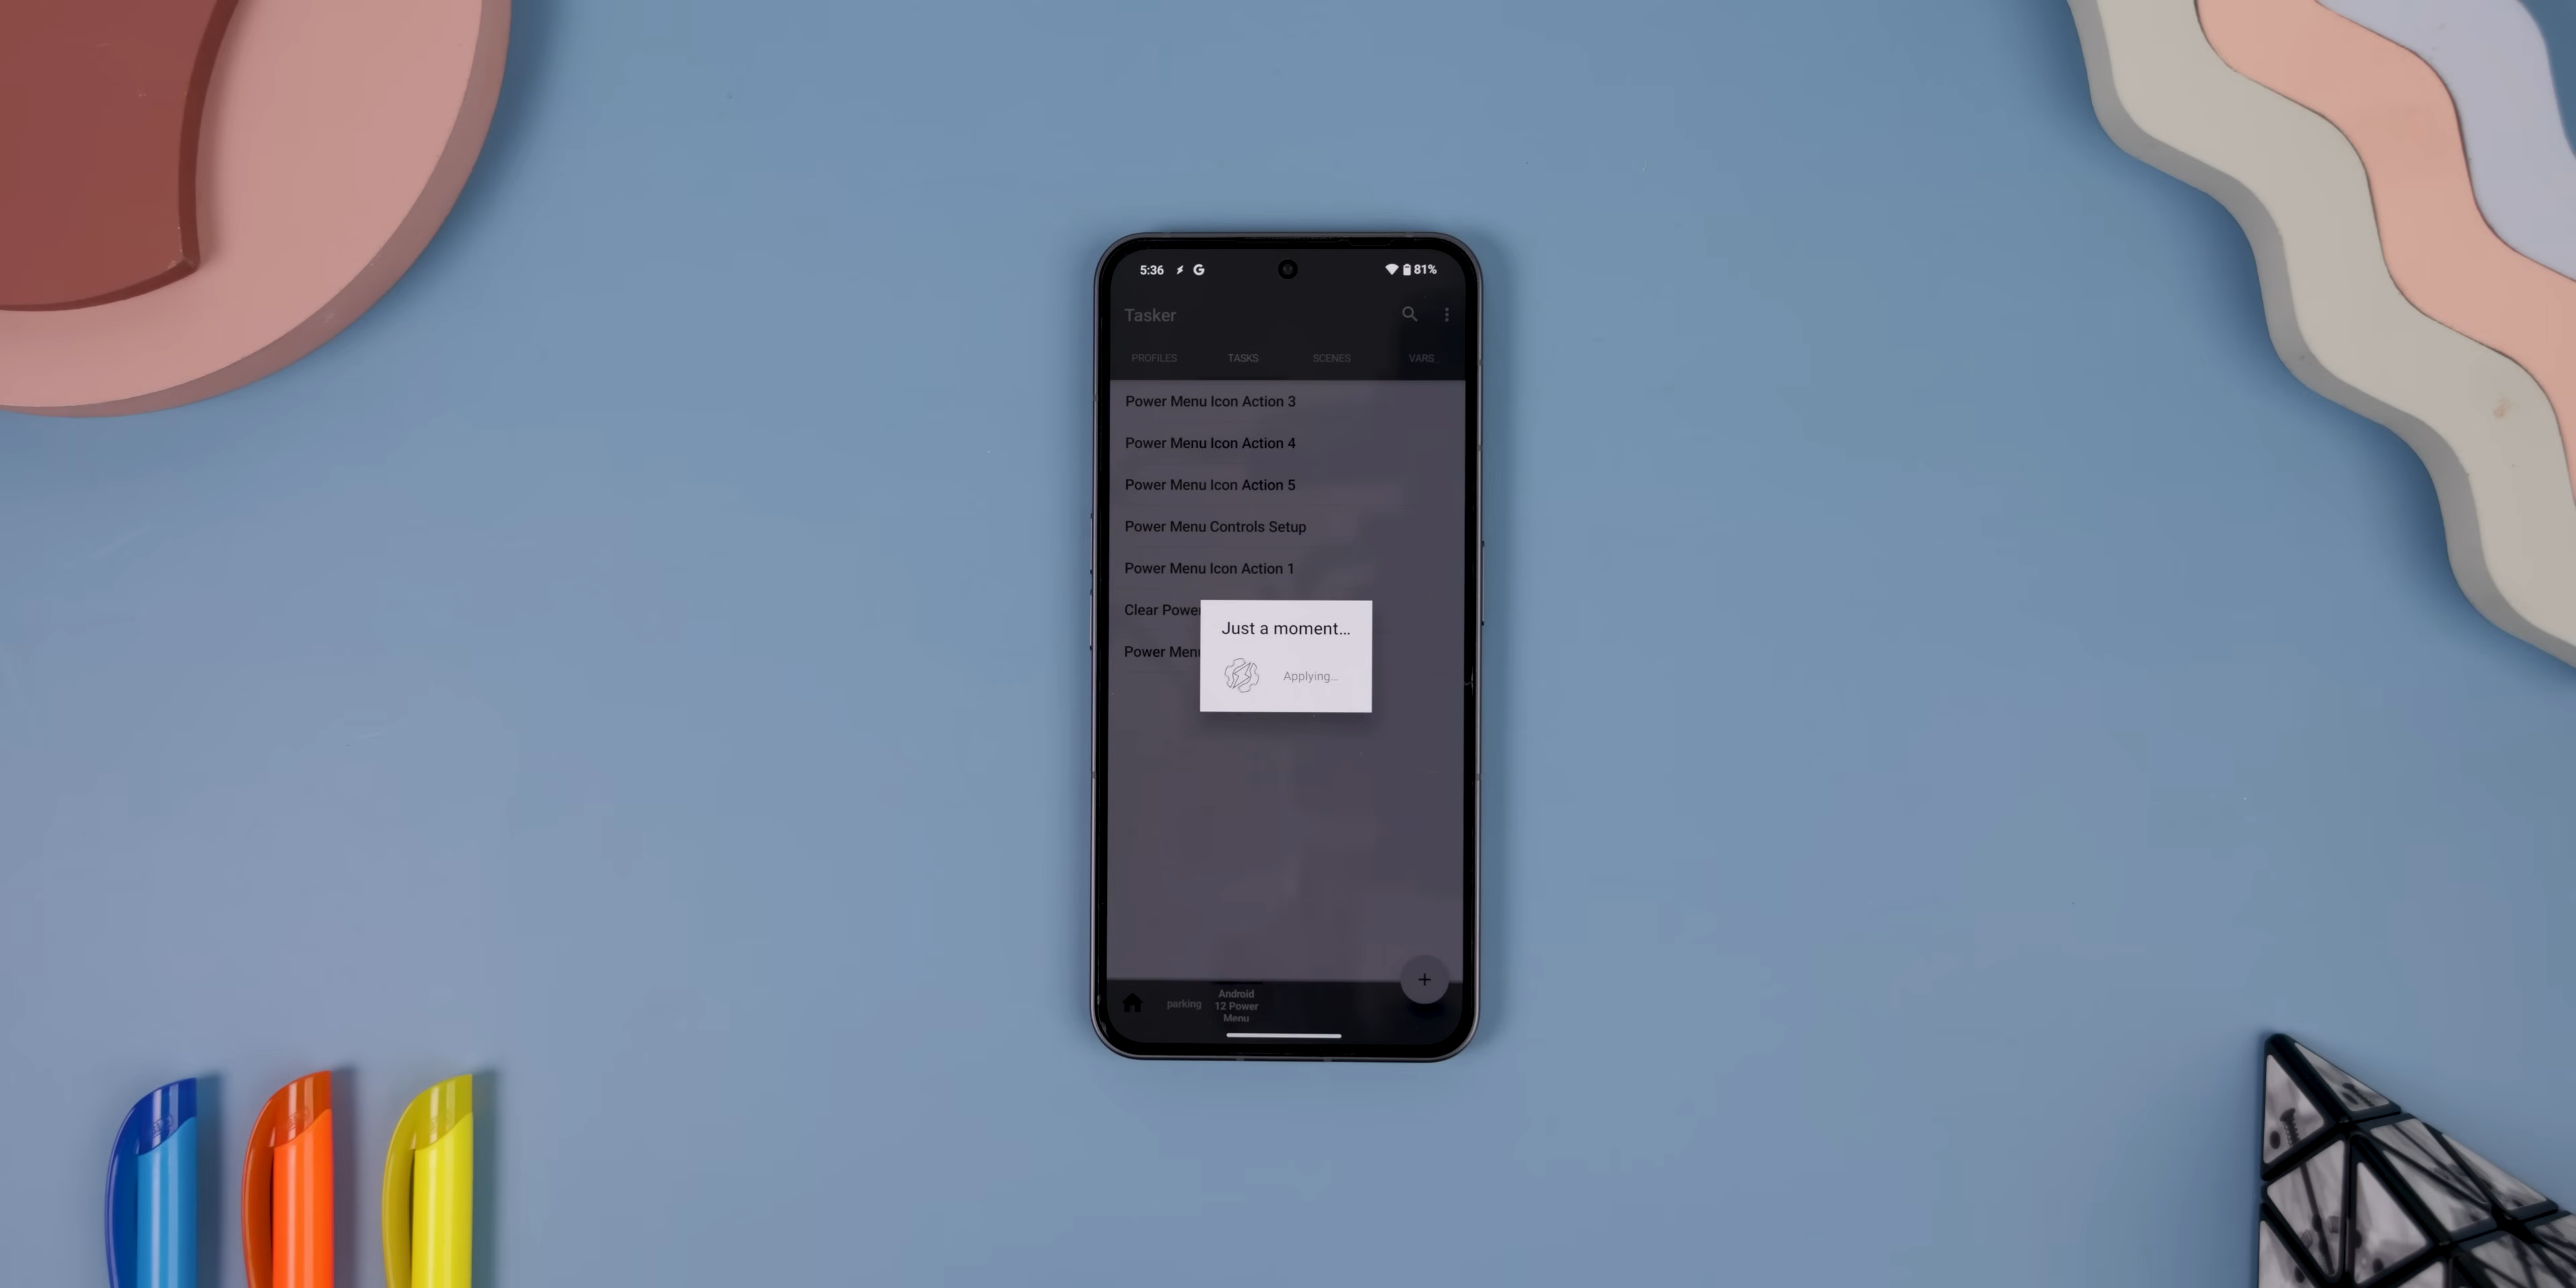 5:36 G 81%
Tasker
PROFILES TASKS SCENES VARS
Power Menu Icon Action 3
Power Menu Icon Action 4
Power Menu Icon Action 5
Power Menu Controls Setup
Power Menu Icon Action 1
Clear Power
Power Menu
Just a moment...
Applying...
+
parking
Android
12 Power
Menu